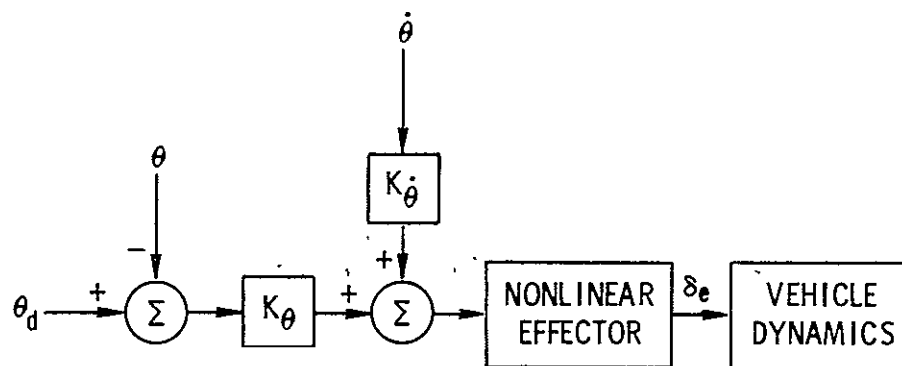 θ̇
θ
K_θ̇
−
+
θ_d
+
Σ
K_θ
+
Σ
NONLINEAR
EFFECTOR
δ_e
VEHICLE
DYNAMICS